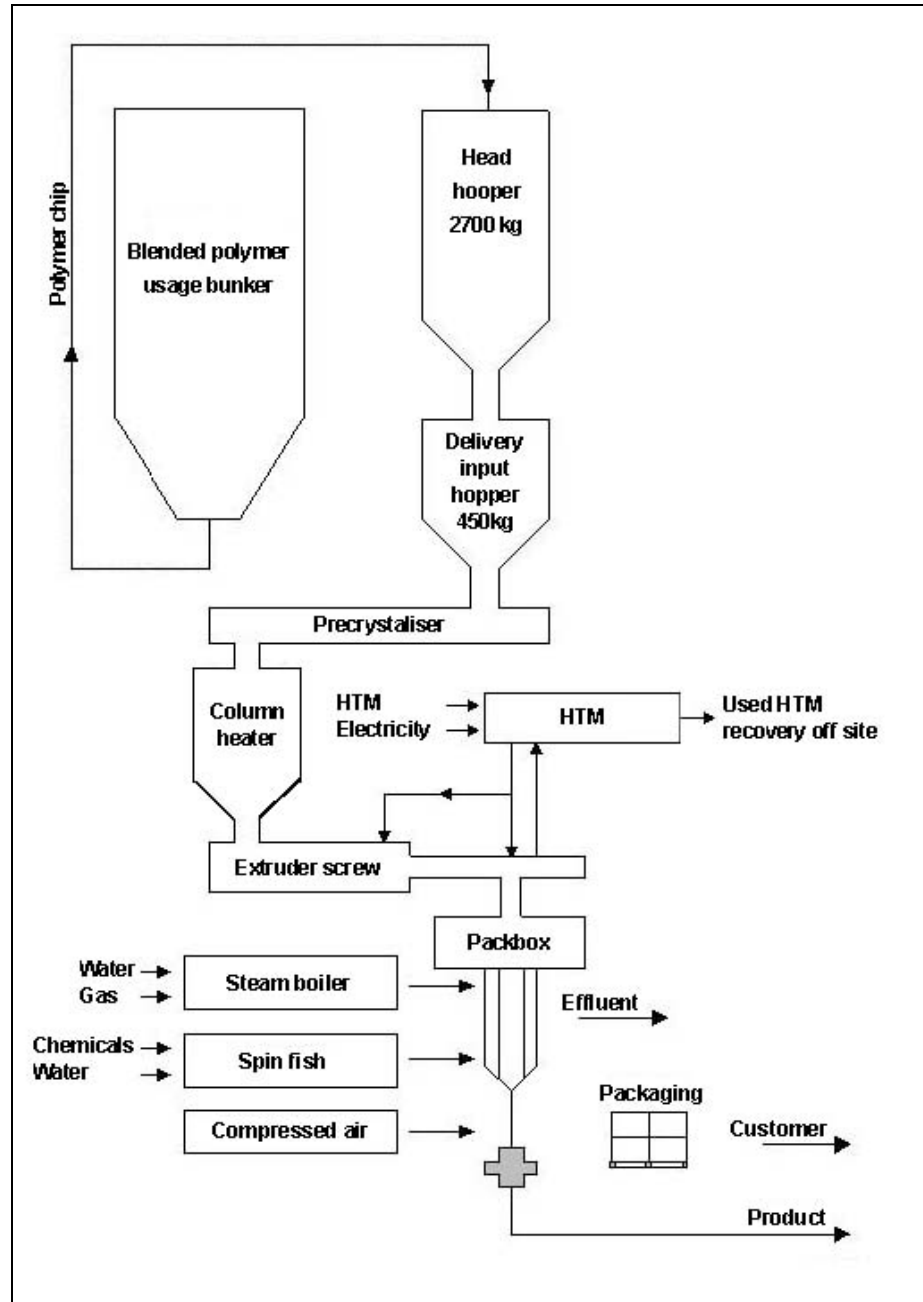 Polymer chip
Blended polymer
usage bunker
Head
hooper
2700 kg
Delivery
input
hopper
450kg
Precrystaliser
Column
heater
HTM
Electricity
HTM
Used HTM
recovery off site
Extruder screw
Packbox
Water
Gas
Steam boiler
Effluent
Chemicals
Water
Spin fish
Packaging
Compressed air
Customer
Product